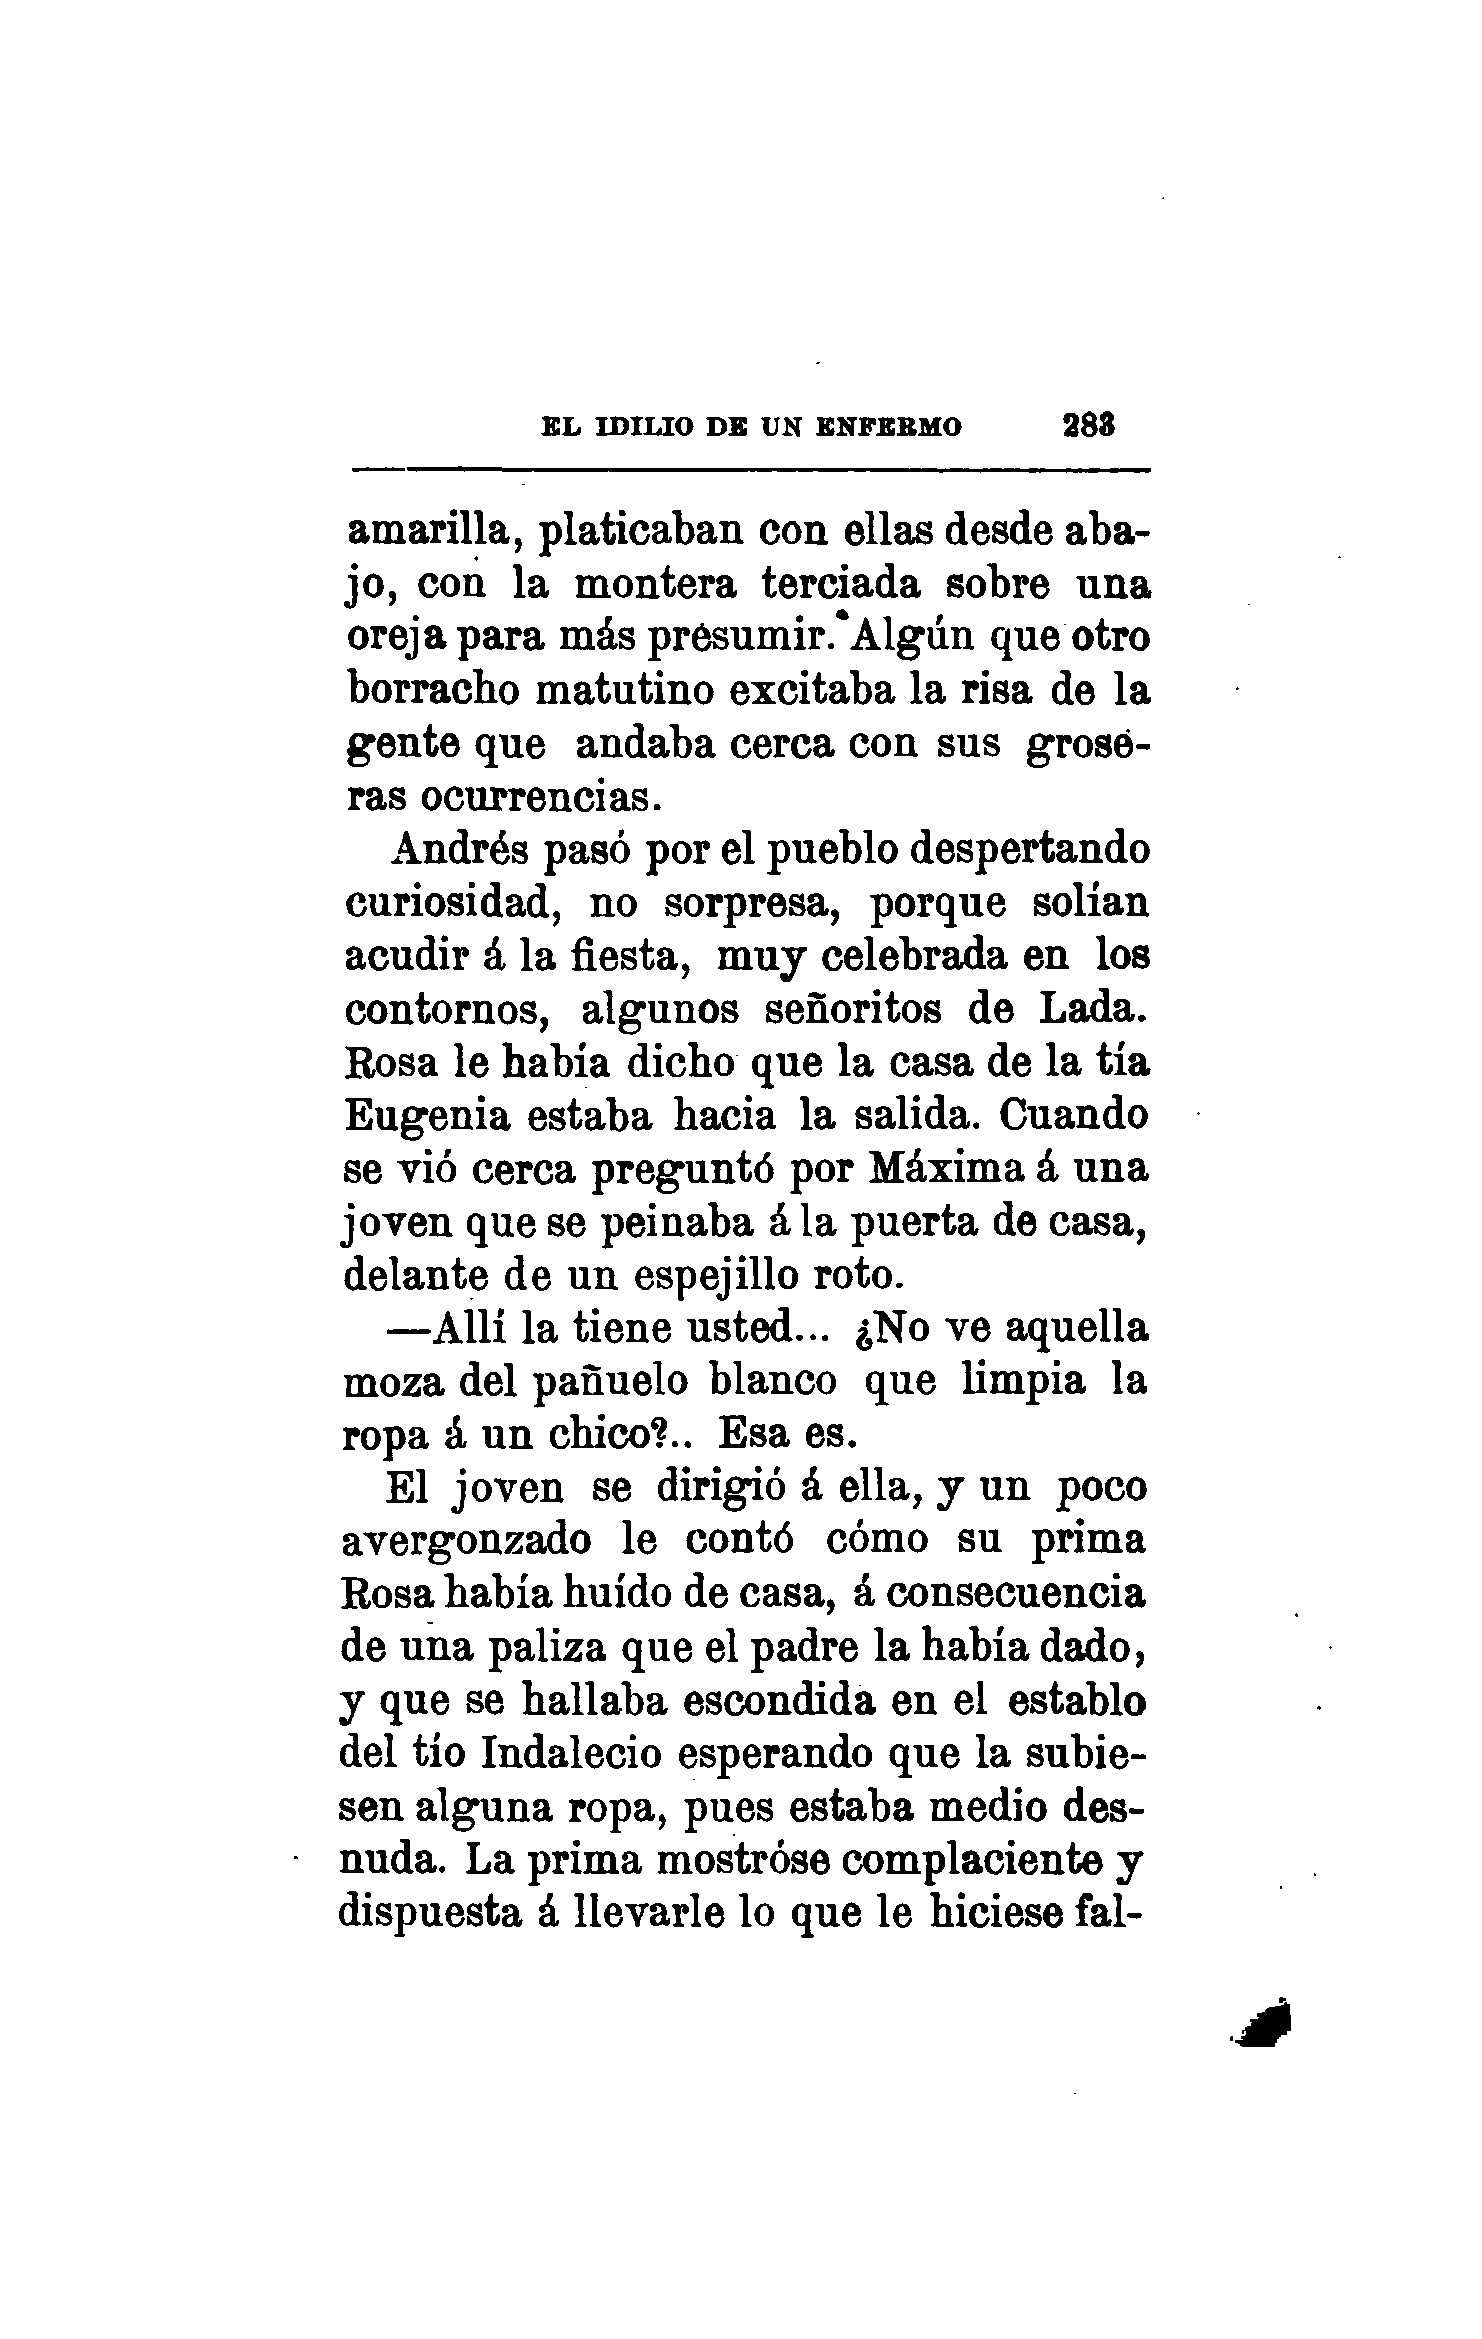 EL IDILIO DE UN ENFERMO 283
amarilla, platicaban con ellas desde aba-
jo, con la montera terciada sobre una
oreja para más presumir. Algún que otro
borracho matutino excitaba la risa de la
gente que andaba cerca con sus grose-
ras ocurrencias.
Andrés pasó por el pueblo despertando
curiosidad, no sorpresa, porque solían
acudir á la fiesta, muy celebrada en los
contornos, algunos señoritos de Lada.
Rosa le había dicho que la casa de la tía
Eugenia estaba hacia la salida. Cuando
se vió cerca preguntó por Máxima á una
joven que se peinaba á la puerta de casa,
delante de un espejillo roto.
—Allí la tiene usted... ¿No ve aquella
moza del pañuelo blanco que limpia la
ropa á un chico?.. Esa es.
El joven se dirigió á ella, y un poco
avergonzado le contó cómo su prima
Rosa había huído de casa, á consecuencia
de una paliza que el padre la había dado,
y que se hallaba escondida en el establo
del tío Indalecio esperando que la subie-
sen alguna ropa, pues estaba medio des-
nuda. La prima mostróse complaciente y
dispuesta á llevarle lo que le hiciese fal-